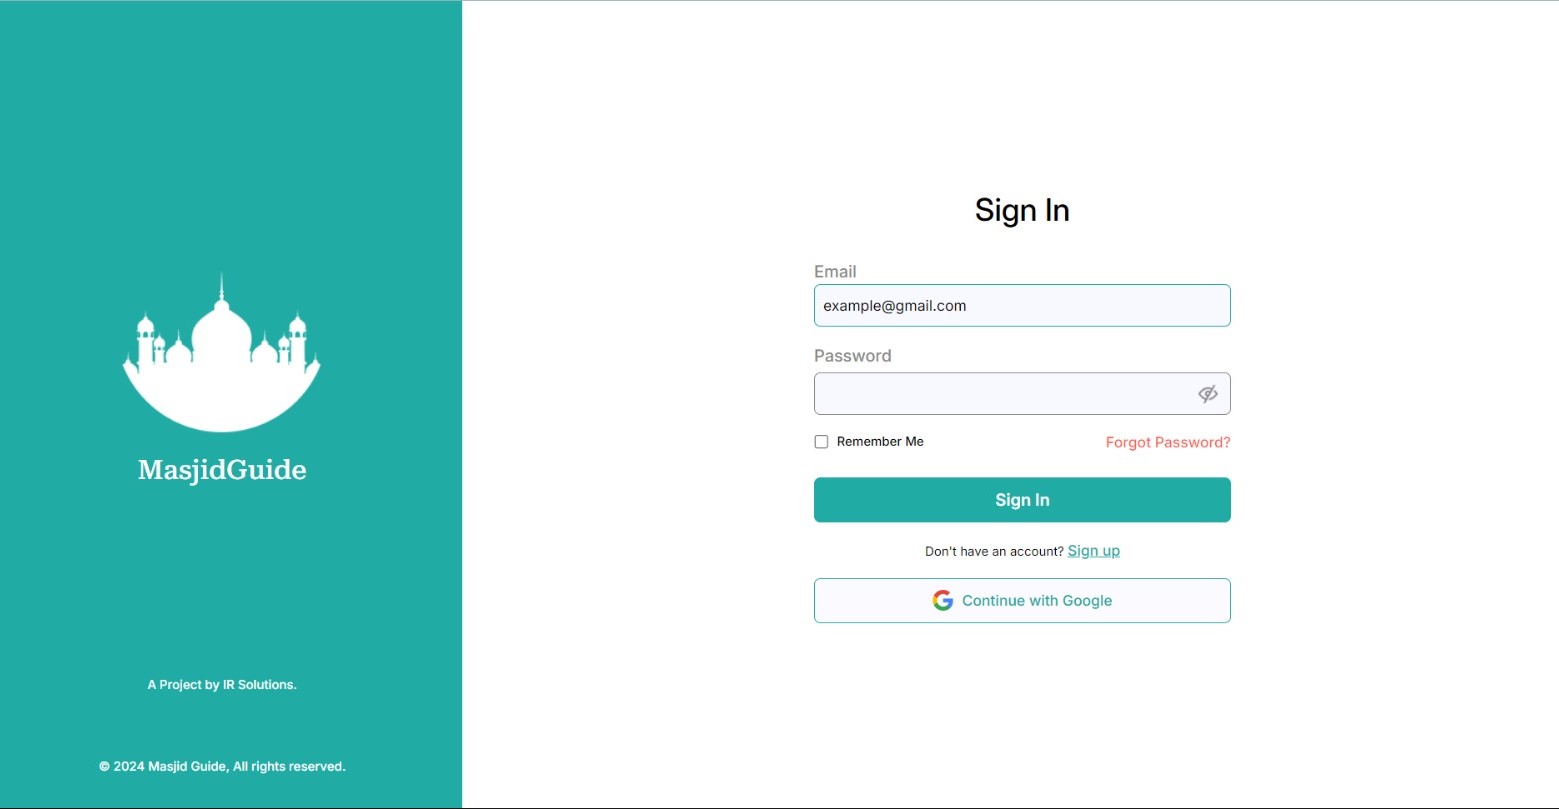 MasjidGuide
A Project by IR Solutions.
© 2024 Masjid Guide, All rights reserved.
Sign In
Email
example@gmail.com
Password
Remember Me
Forgot Password?
Sign In
Don't have an account? Sign up
Continue with Google